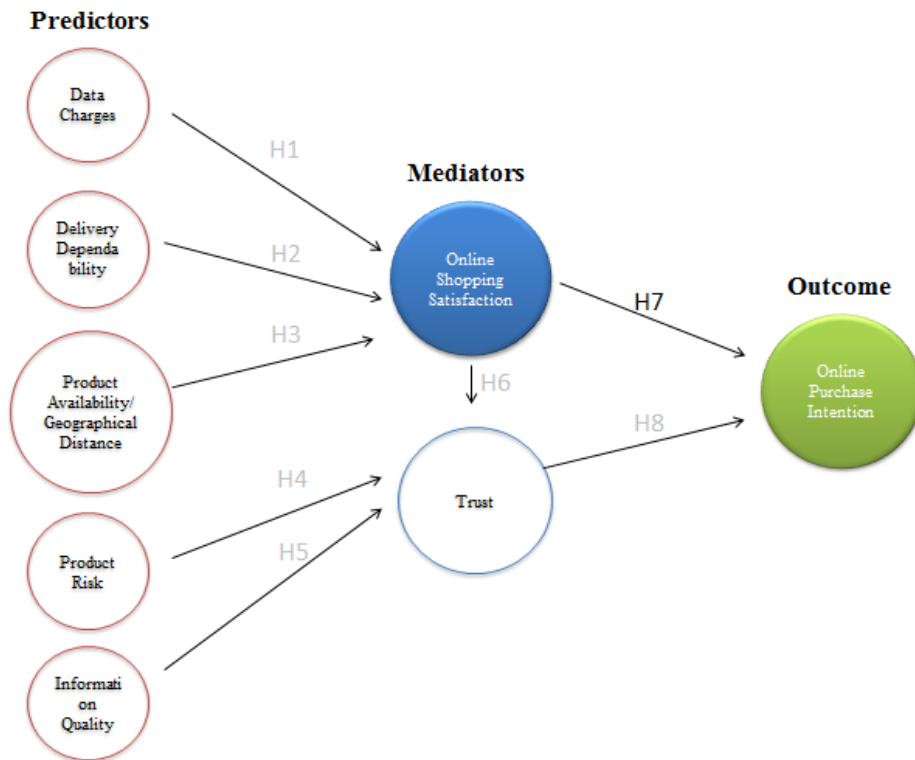 Predictors
Data
Charges
H1
Mediators
Delivery
Dependa
bility
H2
Online
Shopping
Satisfaction
H7
Outcome
H3
Product
Availability/
Geographical
Distance
H6
Online
Purchase
Intention
H8
H4
Trust
Product
Risk
H5
Informati
on
Quality